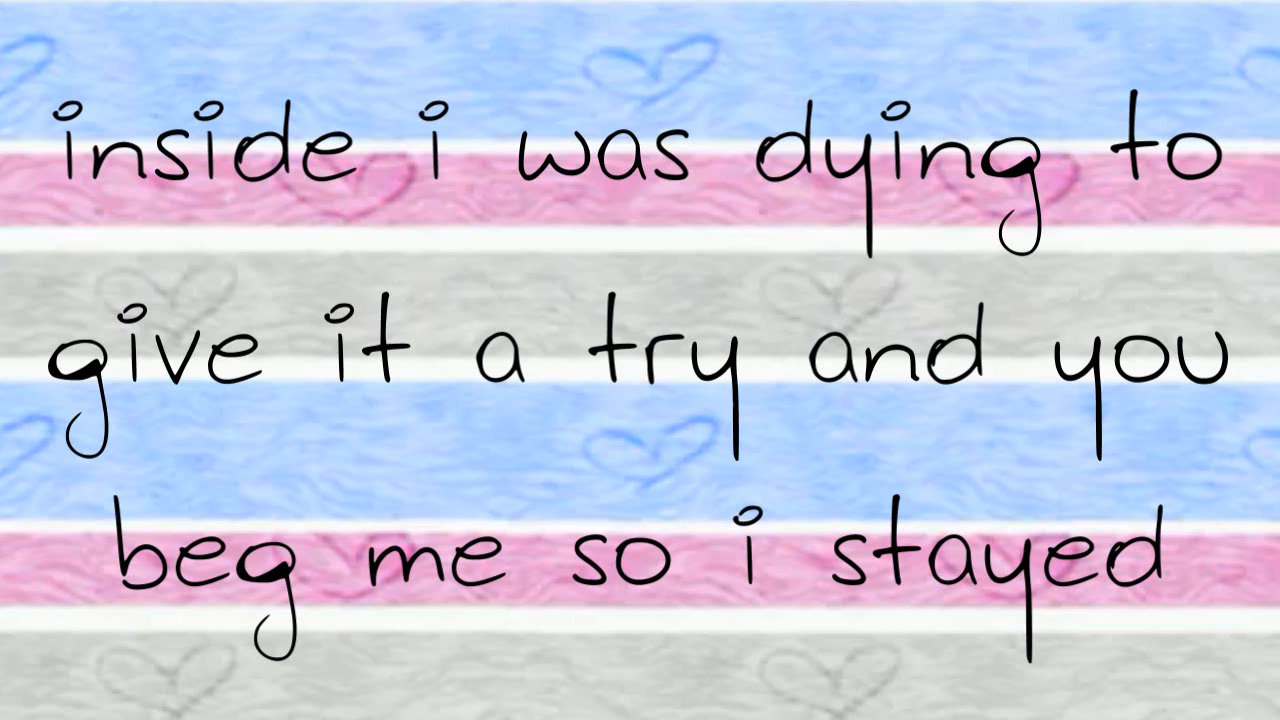 inside i was dying to
give it a try and you
beg me so i stayed